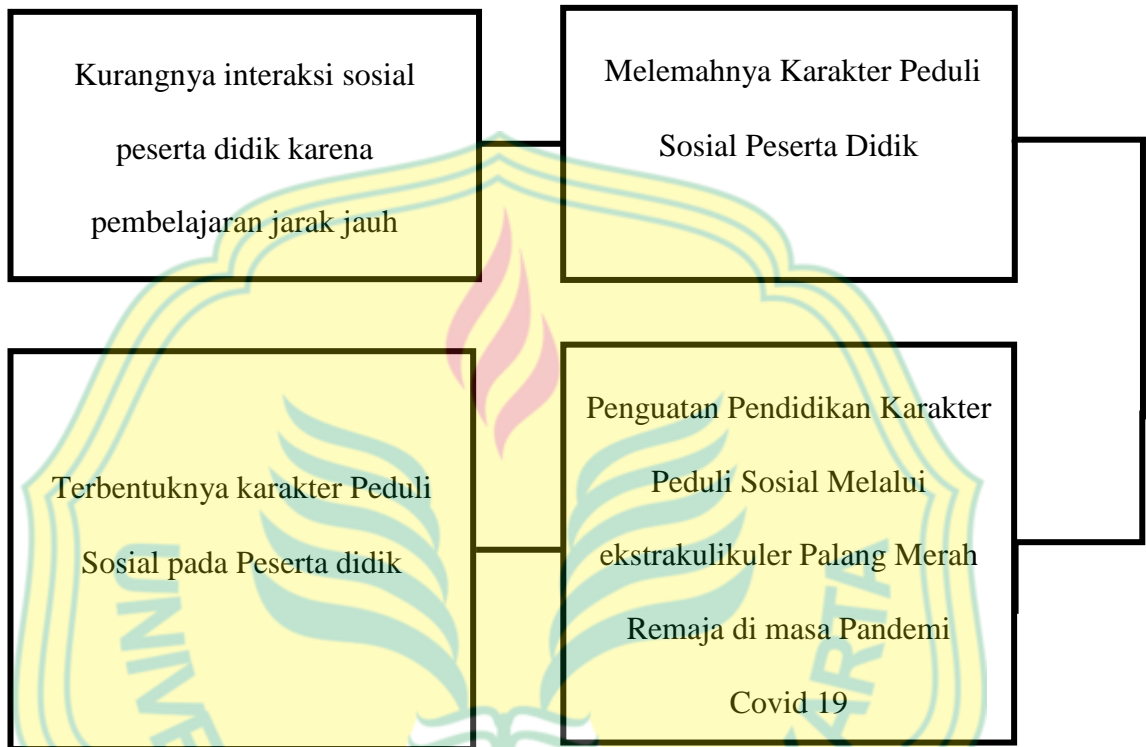 Kurangnya interaksi sosial
peserta didik karena
pembelajaran jarak jauh
Melemahnya Karakter Peduli
Sosial Peserta Didik
Penguatan Pendidikan Karakter
Peduli Sosial Melalui
ekstrakulikuler Palang Merah
Remaja di masa Pandemi
Covid 19
Terbentuknya karakter Peduli
Sosial pada Peserta didik